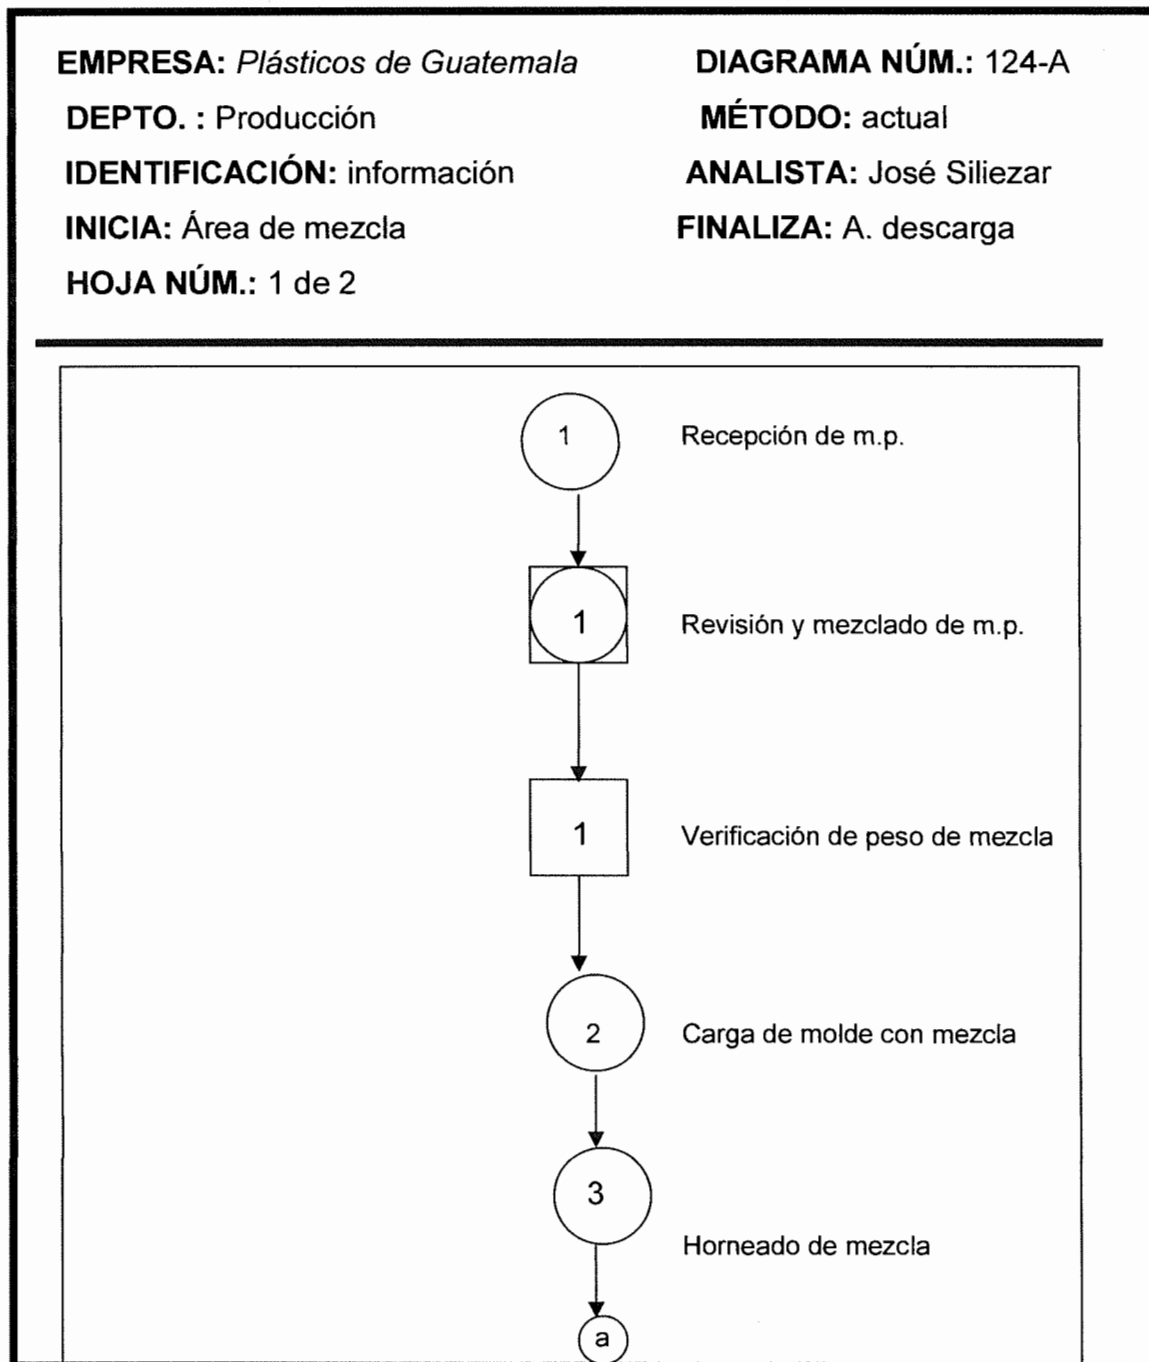 EMPRESA: Plásticos de Guatemala DIAGRAMA NÚM.: 124-A
DEPTO. : Producción MÉTODO: actual
IDENTIFICACIÓN: información ANALISTA: José Siliezar
INICIA: Área de mezcla FINALIZA: A. descarga
HOJA NÚM.: 1 de 2
1 Recepción de m.p.
1 Revisión y mezclado de m.p.
1 Verificación de peso de mezcla
2 Carga de molde con mezcla
3
Horneado de mezcla
a